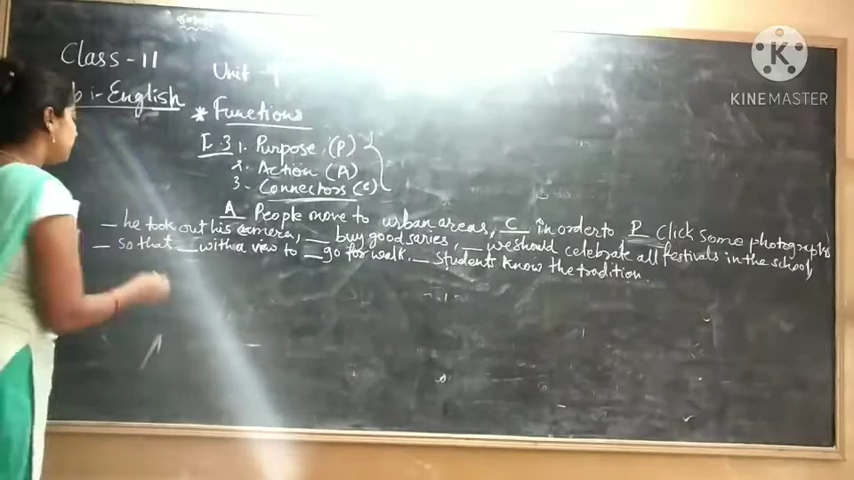 Class - 11
Unit -
English
* Functions
I. 3 1. Purpose (P)
2. Action (A)
3. Connectors (c)
A People move to urban areas, C in order to P Click some photographs
_ he took out his camera, _ buy good saries, _ we should celebrate all festivals in the school,
_ so that _ with a view to _ go for walk. _ students know the tradition.
K
KINEMASTER